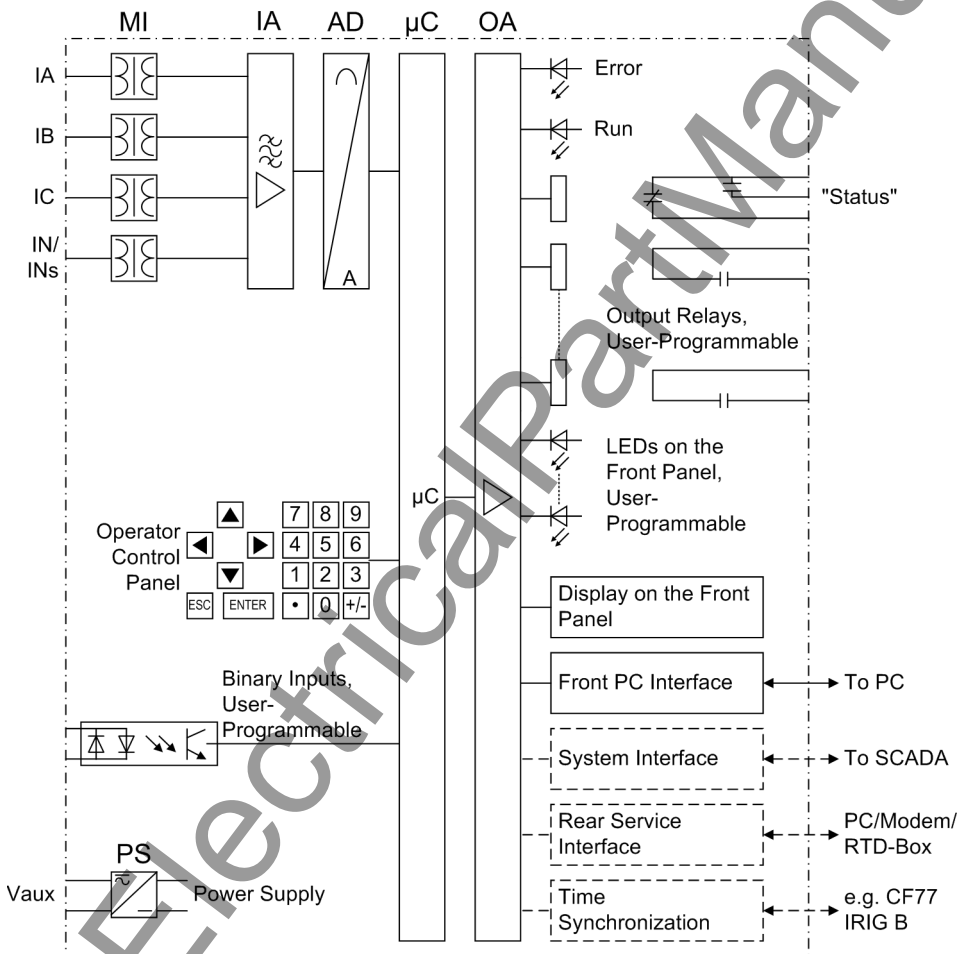 MI IA AD µC OA
IA
IB
IC
IN/
INs
A
Error
Run
"Status"
Output Relays,
User-Programmable
LEDs on the
Front Panel,
User-
Programmable
µC
Operator
Control
Panel
7 8 9
4 5 6
1 2 3
ESC ENTER • 0 +/-
Display on the Front
Panel
Front PC Interface
To PC
Binary Inputs,
User-
Programmable
System Interface
To SCADA
Rear Service
Interface
PC/Modem/
RTD-Box
PS
Vaux
Power Supply
Time
Synchronization
e.g. CF77
IRIG B
ElectricalPartManu